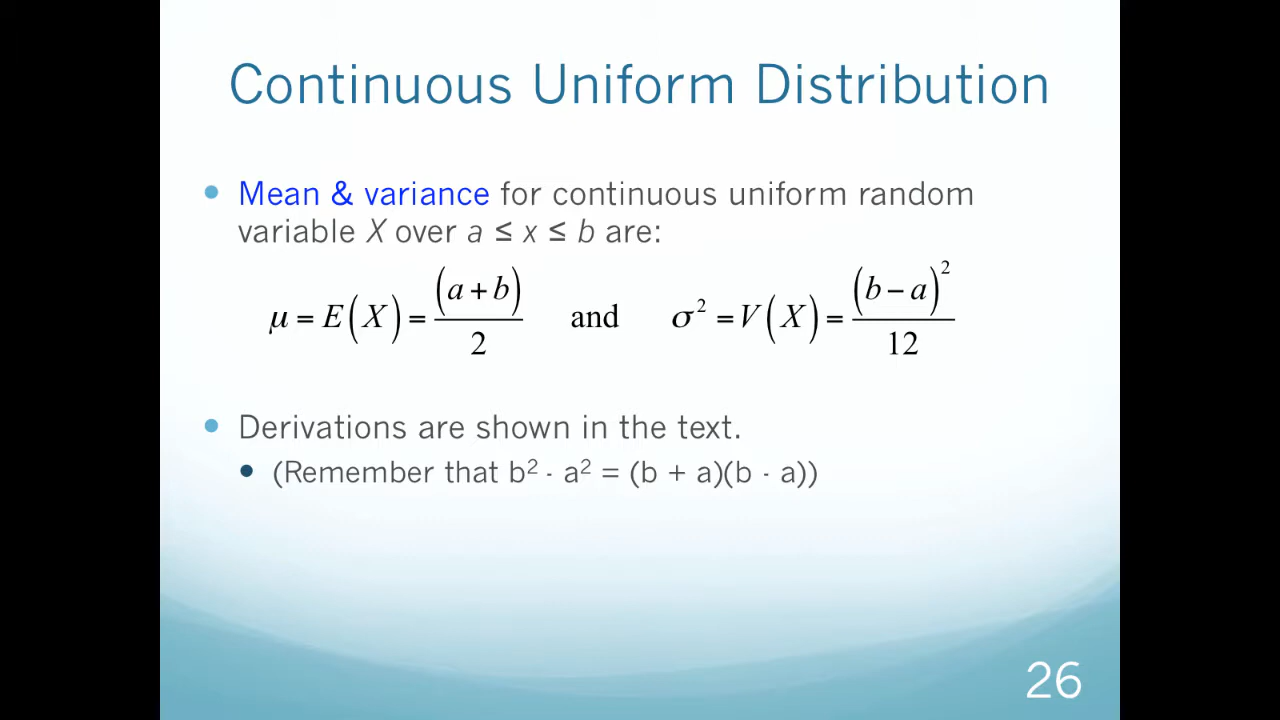 Continuous Uniform Distribution
• Mean & variance for continuous uniform random
variable X over a ≤ x ≤ b are:
μ = E(X) = (a + b)/2 and σ² = V(X) = (b − a)²/12
• Derivations are shown in the text.
• (Remember that b² - a² = (b + a)(b - a))
26